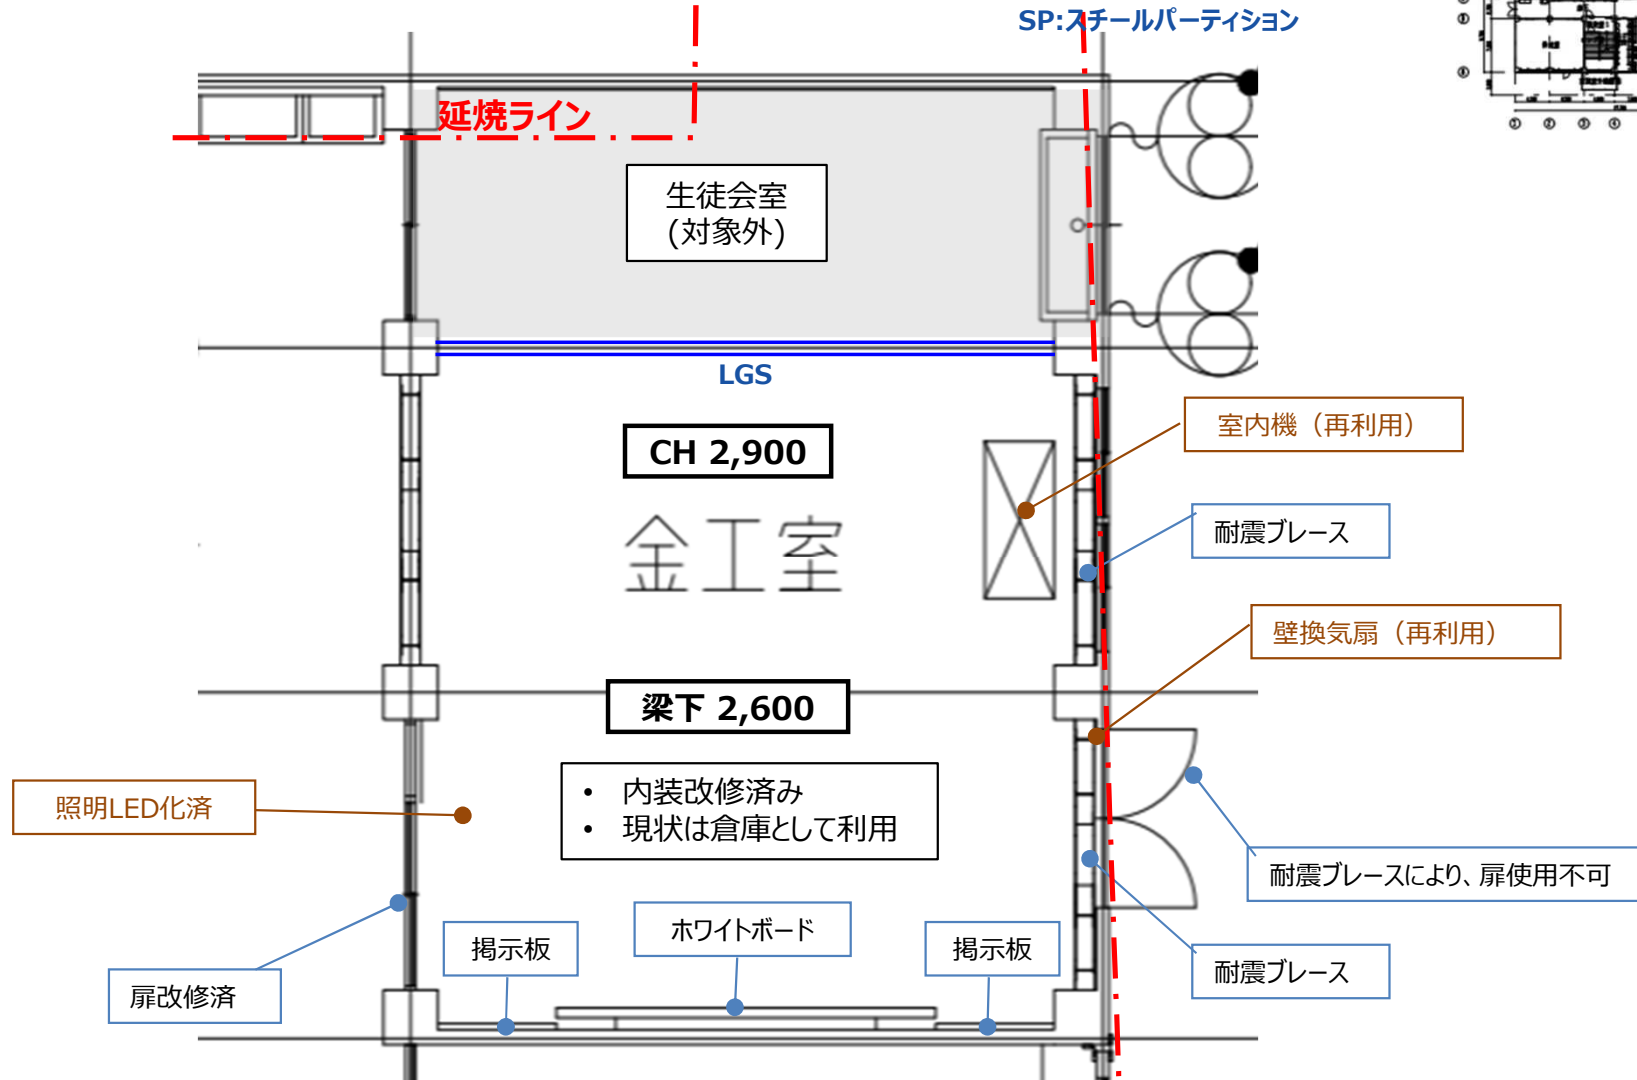 SP:スチールパーティション
延焼ライン
生徒会室
(対象外)
LGS
CH 2,900
室内機（再利用）
金工室
耐震ブレース
壁換気扇（再利用）
梁下 2,600
照明LED化済
• 内装改修済み
• 現状は倉庫として利用
耐震ブレースにより、扉使用不可
掲示板
ホワイトボード
掲示板
耐震ブレース
扉改修済